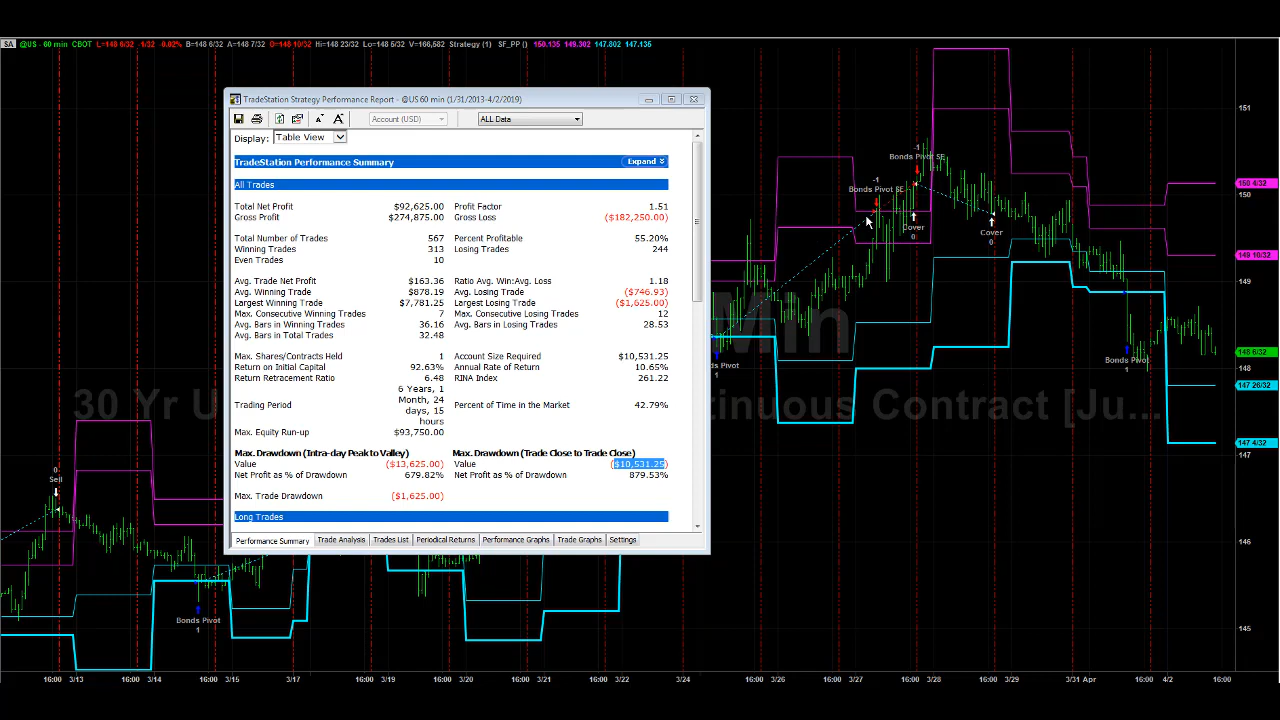 SA @US - 60 min CBOT L=148 6/32 -1/32 -0.02% B=148 6/32 A=148 7/32 O=148 10/32 Hi=148 23/32 Lo=148 6/32 V=166,582 Strategy (1) SF_PP () 150.135 149.302 147.802 147.135
TradeStation Strategy Performance Report - @US 60 min (1/31/2013-4/2/2019)
Account (USD) ALL Data
Display: Table View
TradeStation Performance Summary Expand
All Trades
Total Net Profit $92,625.00 Profit Factor 1.51
Gross Profit $274,875.00 Gross Loss ($182,250.00)
Total Number of Trades 567 Percent Profitable 55.20%
Winning Trades 313 Losing Trades 244
Even Trades 10
Avg. Trade Net Profit $163.36 Ratio Avg. Win:Avg. Loss 1.18
Avg. Winning Trade $878.19 Avg. Losing Trade ($746.93)
Largest Winning Trade $7,781.25 Largest Losing Trade ($1,625.00)
Max. Consecutive Winning Trades 7 Max. Consecutive Losing Trades 12
Avg. Bars in Winning Trades 36.16 Avg. Bars in Losing Trades 28.53
Avg. Bars in Total Trades 32.48
Max. Shares/Contracts Held 1 Account Size Required $10,531.25
Return on Initial Capital 92.63% Annual Rate of Return 10.65%
Return Retracement Ratio 6.48 RINA Index 261.22
Trading Period 6 Years, 1 Month, 24 days, 15 hours Percent of Time in the Market 42.79%
Max. Equity Run-up $93,750.00
Max. Drawdown (Intra-day Peak to Valley) Max. Drawdown (Trade Close to Trade Close)
Value ($13,625.00) Value ($10,531.25)
Net Profit as % of Drawdown 679.82% Net Profit as % of Drawdown 879.53%
Max. Trade Drawdown ($1,625.00)
Long Trades
Performance Summary Trade Analysis Trades List Periodical Returns Performance Graphs Trade Graphs Settings
-1
Bonds Pivot SE
-1
Bonds Pivot SE
Cover
0
Cover
0
0
Sell
Bonds Pivot
1
ds Pivot
1
Bonds Pivot
1
Min
30 Yr U
tinuous Contract [Ju...
151
150 4/32
150
149 10/32
149
148 6/32
148
147 26/32
147 4/32
147
146
145
16:00 3/13 16:00 3/14 16:00 3/15 16:00 3/17 16:00 3/19 16:00 3/20 16:00 3/21 16:00 3/22 3/24 16:00 3/26 16:00 3/27 16:00 3/28 16:00 3/29 3/31 Apr 16:00 4/2 16:00